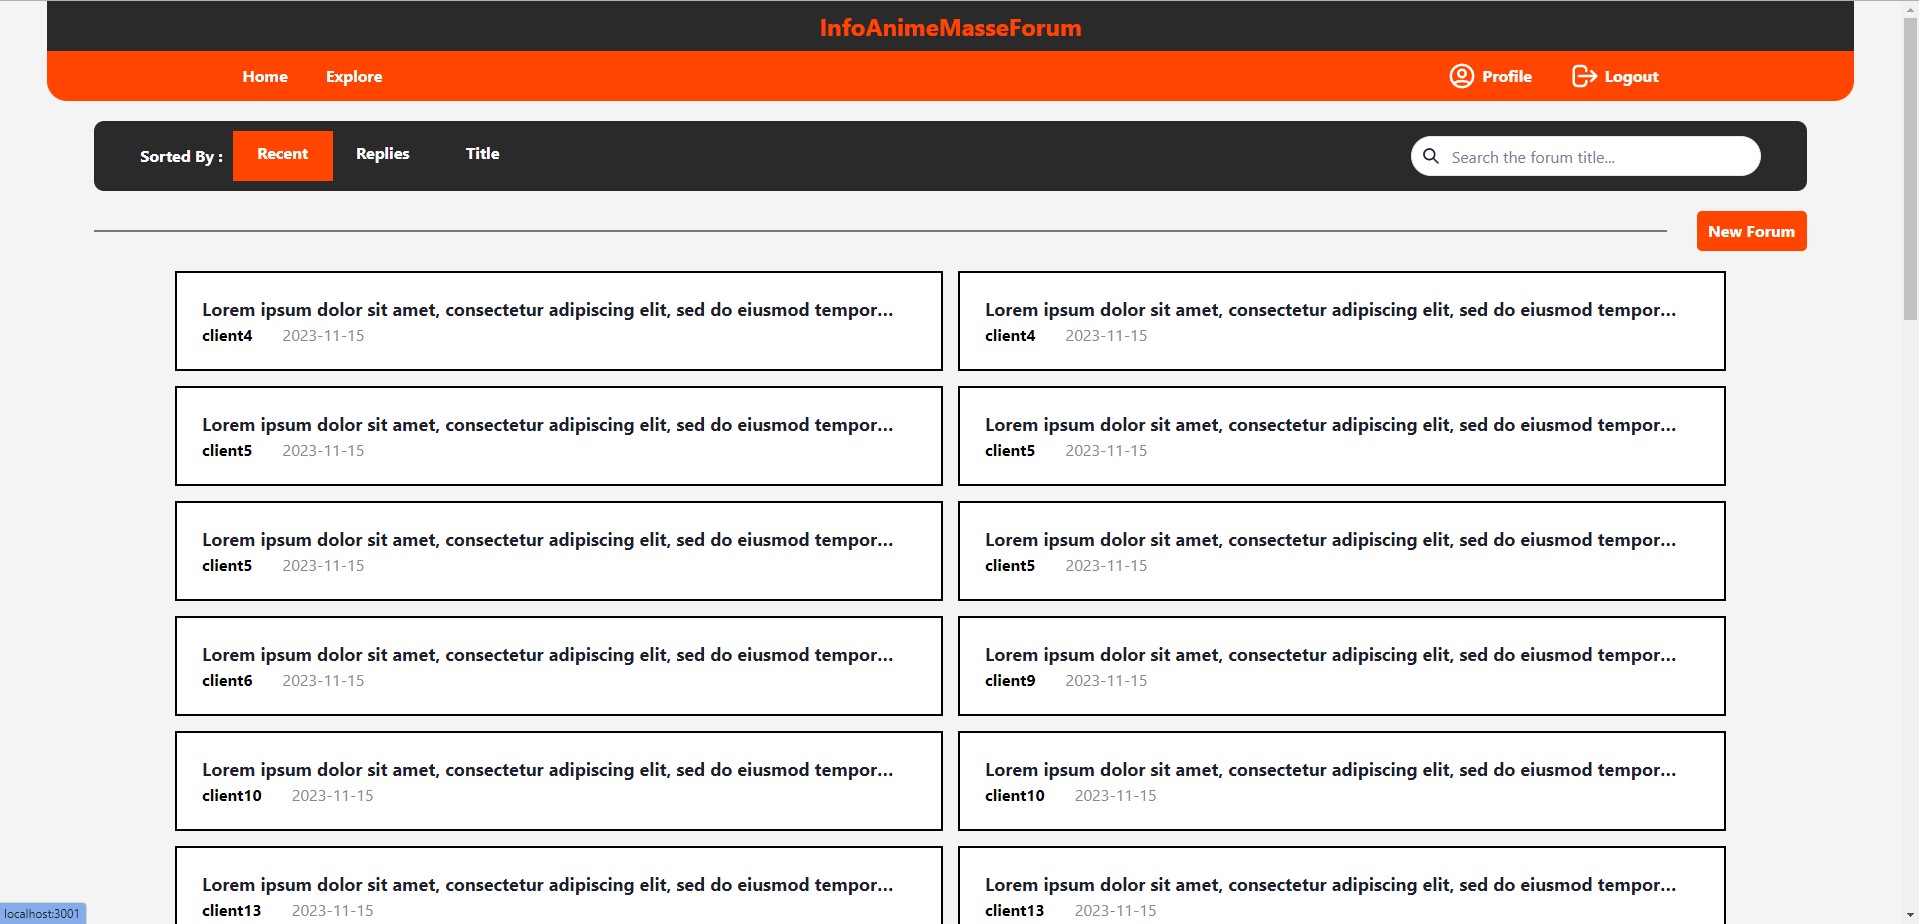 InfoAnimeMasseForum
Home Explore Profile Logout
Sorted By : Recent Replies Title Search the forum title...
New Forum
Lorem ipsum dolor sit amet, consectetur adipiscing elit, sed do eiusmod tempor...
client4 2023-11-15
Lorem ipsum dolor sit amet, consectetur adipiscing elit, sed do eiusmod tempor...
client4 2023-11-15
Lorem ipsum dolor sit amet, consectetur adipiscing elit, sed do eiusmod tempor...
client5 2023-11-15
Lorem ipsum dolor sit amet, consectetur adipiscing elit, sed do eiusmod tempor...
client5 2023-11-15
Lorem ipsum dolor sit amet, consectetur adipiscing elit, sed do eiusmod tempor...
client5 2023-11-15
Lorem ipsum dolor sit amet, consectetur adipiscing elit, sed do eiusmod tempor...
client5 2023-11-15
Lorem ipsum dolor sit amet, consectetur adipiscing elit, sed do eiusmod tempor...
client6 2023-11-15
Lorem ipsum dolor sit amet, consectetur adipiscing elit, sed do eiusmod tempor...
client9 2023-11-15
Lorem ipsum dolor sit amet, consectetur adipiscing elit, sed do eiusmod tempor...
client10 2023-11-15
Lorem ipsum dolor sit amet, consectetur adipiscing elit, sed do eiusmod tempor...
client10 2023-11-15
Lorem ipsum dolor sit amet, consectetur adipiscing elit, sed do eiusmod tempor...
client13 2023-11-15
Lorem ipsum dolor sit amet, consectetur adipiscing elit, sed do eiusmod tempor...
client13 2023-11-15
localhost:3001